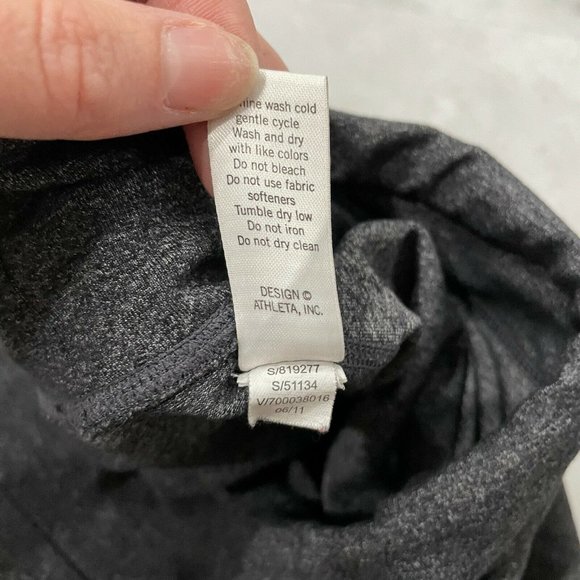 wash cold
gentle cycle
Wash and dry
with like colors
Do not bleach
Do not use fabric
softeners
Tumble dry low
Do not iron
Do not dry clean
DESIGN ©
ATHLETA, INC.
S/819277
S/51134
V/700038016
06/11